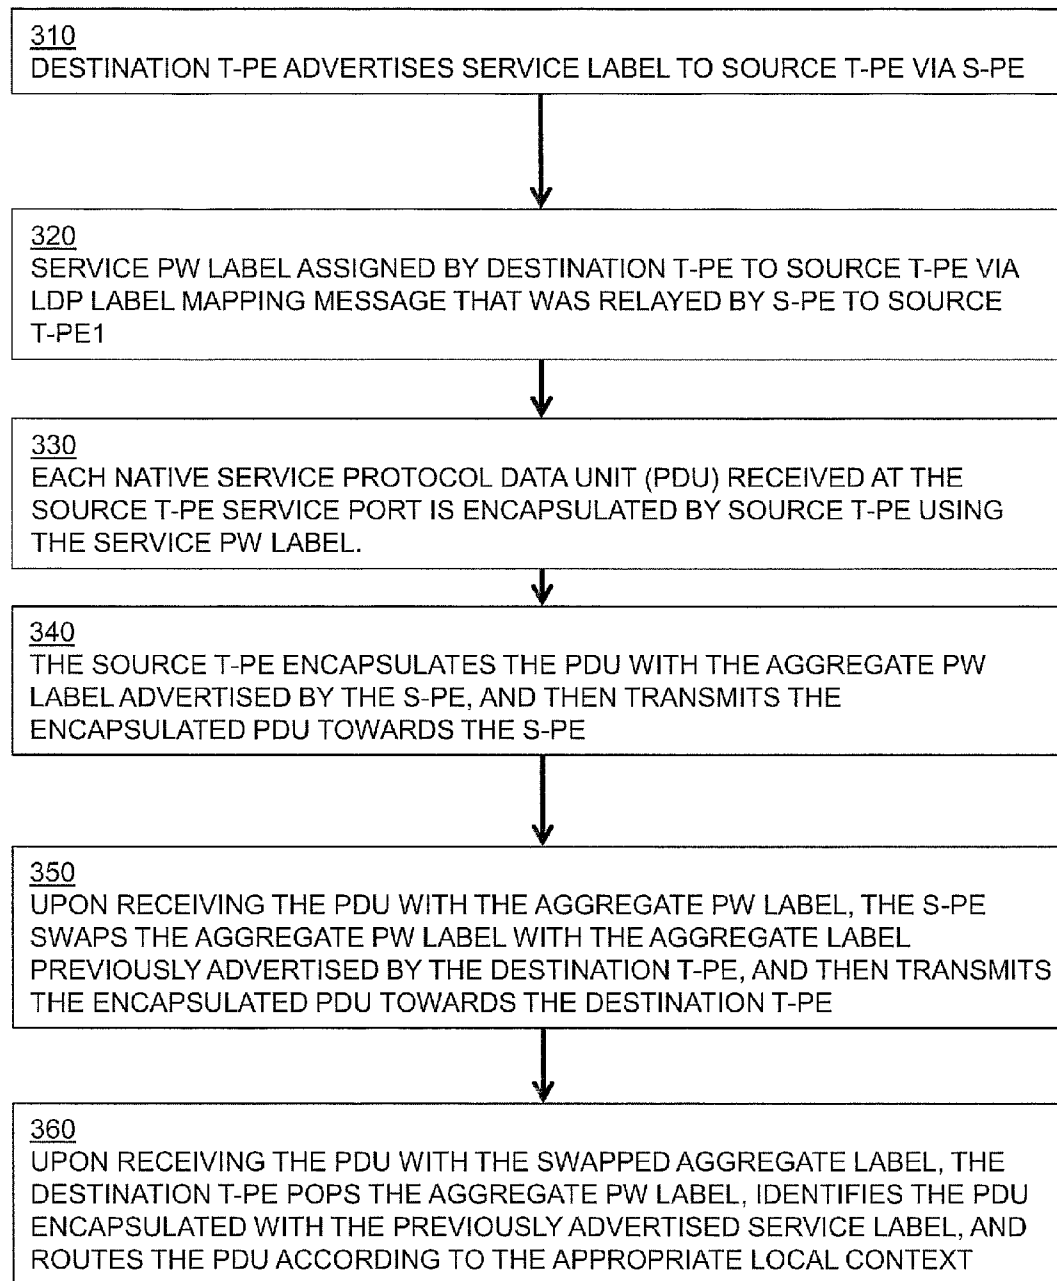 310
DESTINATION T-PE ADVERTISES SERVICE LABEL TO SOURCE T-PE VIA S-PE
320
SERVICE PW LABEL ASSIGNED BY DESTINATION T-PE TO SOURCE T-PE VIA
LDP LABEL MAPPING MESSAGE THAT WAS RELAYED BY S-PE TO SOURCE
T-PE1
330
EACH NATIVE SERVICE PROTOCOL DATA UNIT (PDU) RECEIVED AT THE
SOURCE T-PE SERVICE PORT IS ENCAPSULATED BY SOURCE T-PE USING
THE SERVICE PW LABEL.
340
THE SOURCE T-PE ENCAPSULATES THE PDU WITH THE AGGREGATE PW
LABEL ADVERTISED BY THE S-PE, AND THEN TRANSMITS THE
ENCAPSULATED PDU TOWARDS THE S-PE
350
UPON RECEIVING THE PDU WITH THE AGGREGATE PW LABEL, THE S-PE
SWAPS THE AGGREGATE PW LABEL WITH THE AGGREGATE LABEL
PREVIOUSLY ADVERTISED BY THE DESTINATION T-PE, AND THEN TRANSMITS
THE ENCAPSULATED PDU TOWARDS THE DESTINATION T-PE
360
UPON RECEIVING THE PDU WITH THE SWAPPED AGGREGATE LABEL, THE
DESTINATION T-PE POPS THE AGGREGATE PW LABEL, IDENTIFIES THE PDU
ENCAPSULATED WITH THE PREVIOUSLY ADVERTISED SERVICE LABEL, AND
ROUTES THE PDU ACCORDING TO THE APPROPRIATE LOCAL CONTEXT